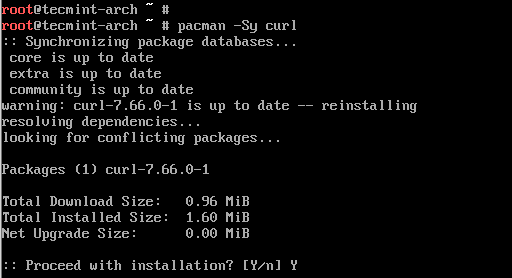 root@tecmint-arch ~ #
root@tecmint-arch ~ # pacman -Sy curl
:: Synchronizing package databases...
core is up to date
extra is up to date
community is up to date
warning: curl-7.66.0-1 is up to date -- reinstalling
resolving dependencies...
looking for conflicting packages...
Packages (1) curl-7.66.0-1
Total Download Size: 0.96 MiB
Total Installed Size: 1.60 MiB
Net Upgrade Size: 0.00 MiB
:: Proceed with installation? [Y/n] Y